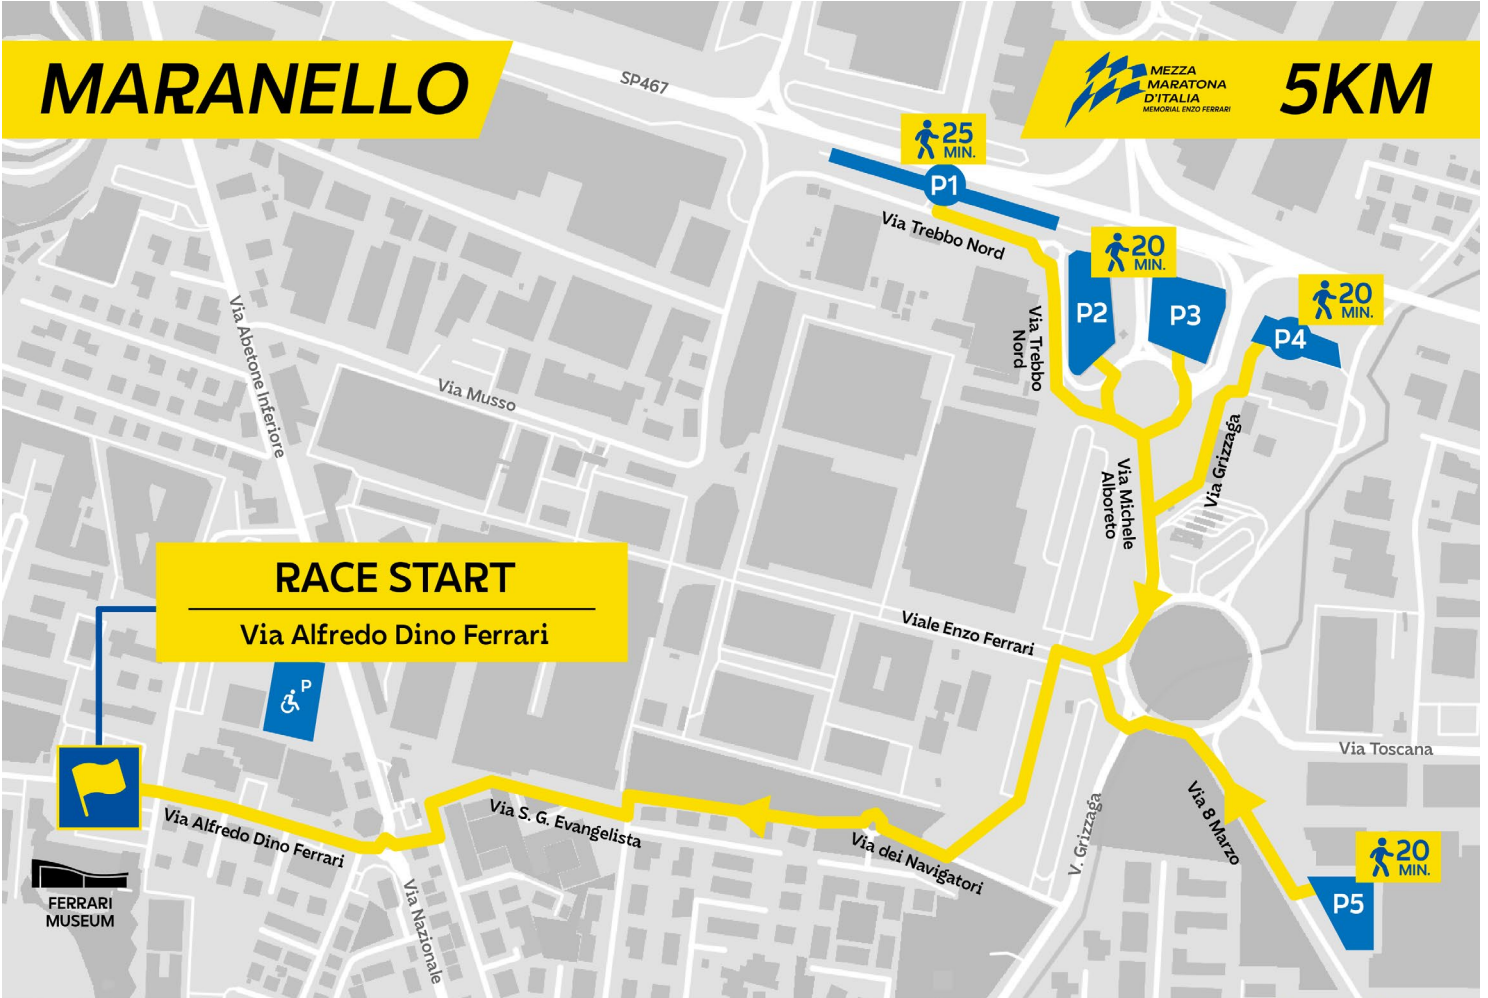 MARANELLO
SP467
MEZZA
MARATONA
D'ITALIA
MEMORIAL ENZO FERRARI
5KM
25
MIN.
P1
Via Trebbo Nord
20
MIN.
P2
P3
20
MIN.
P4
Via Trebbo
Nord
Via Abetone Inferiore
Via Musso
Via Grizzaga
Via Michele
Alboreto
RACE START
Via Alfredo Dino Ferrari
Viale Enzo Ferrari
P
Via Toscana
Via Alfredo Dino Ferrari
Via S. G. Evangelista
Via dei Navigatori
V. Grizzaga
Via 8 Marzo
20
MIN.
P5
FERRARI
MUSEUM
Via Nazionale